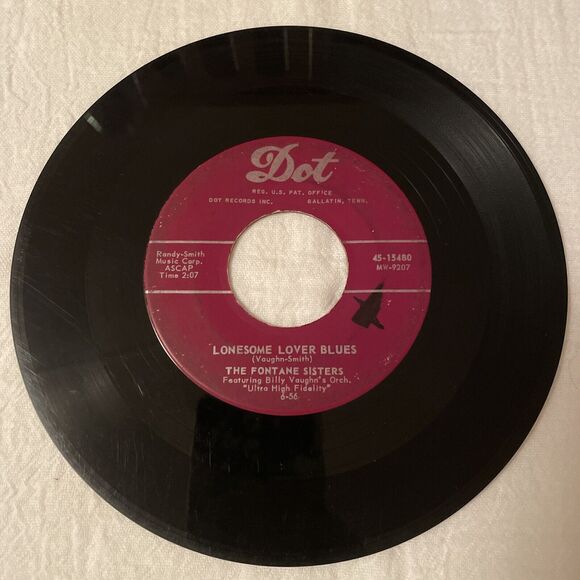 Dot
REG. U.S. PAT. OFFICE
DOT RECORDS INC. GALLATIN, TENN.
Randy-Smith
Music Corp.
ASCAP
Time 2:07
45-15480
MW-9207
LONESOME LOVER BLUES
(Vaughn-Smith)
THE FONTANE SISTERS
Featuring Billy Vaughn's Orch.
"Ultra High Fidelity"
6-56